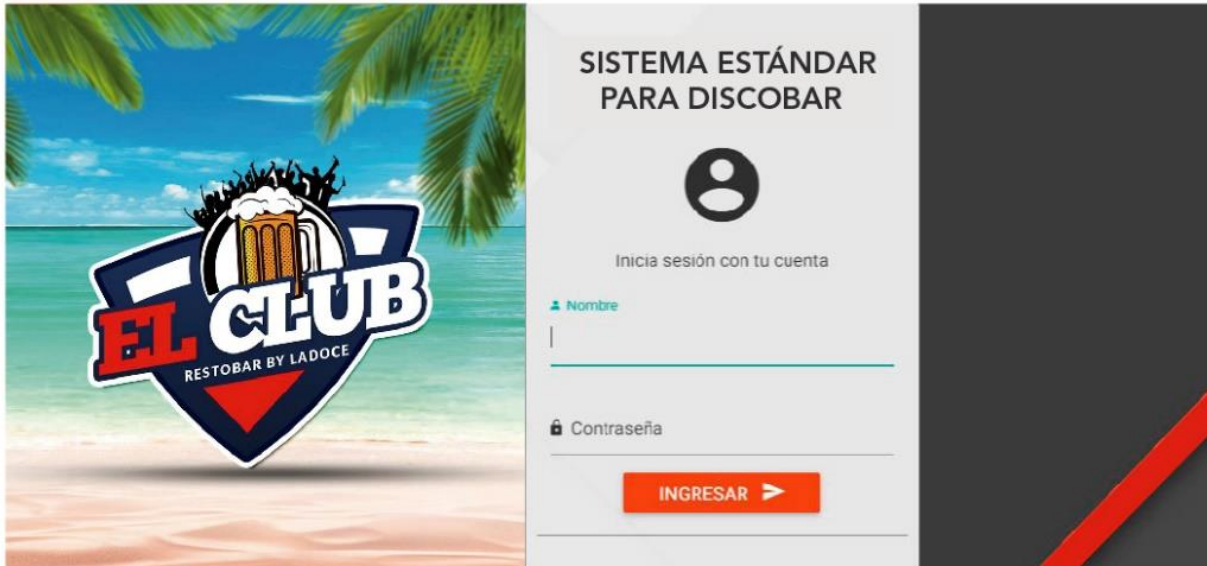 EL CLUB
RESTOBAR BY LADOCE
SISTEMA ESTÁNDAR
PARA DISCOBAR
Inicia sesión con tu cuenta
Nombre
Contraseña
INGRESAR